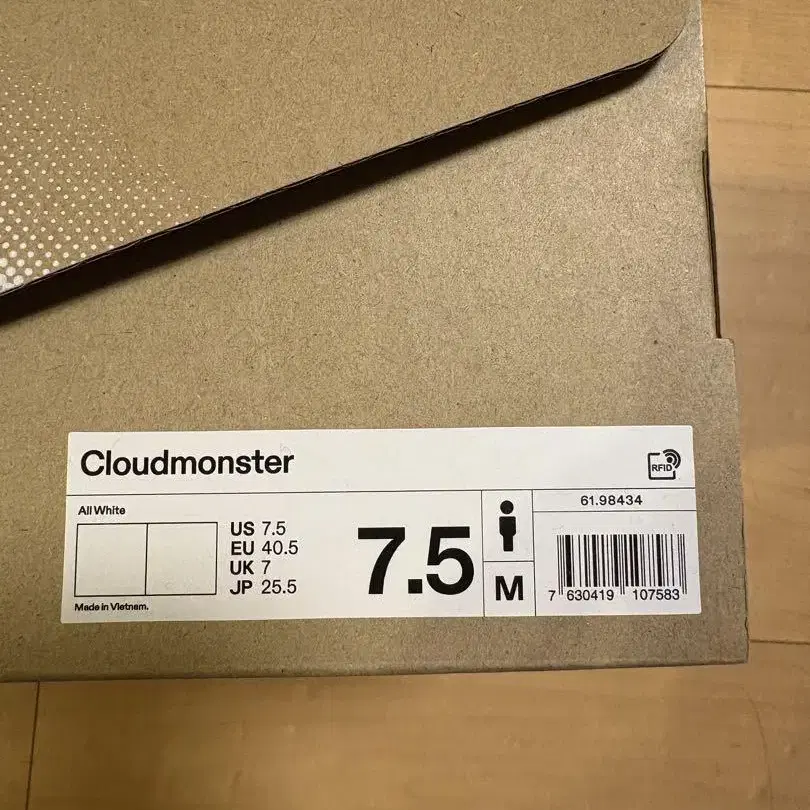 Cloudmonster
RFID
All White
US 7.5
EU 40.5
UK 7
JP 25.5
Made in Vietnam.
7.5
M
61.98434
7 630419 107583